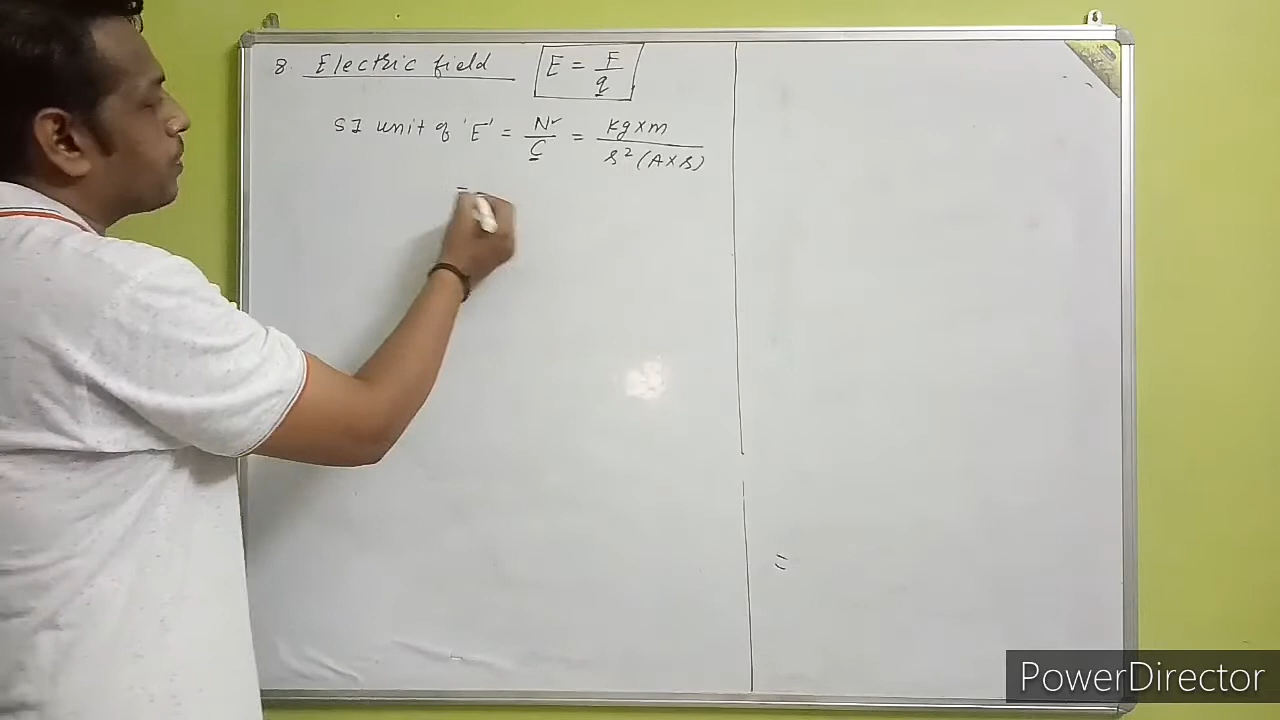 8. Electric field E = F/q
SI unit of 'E' = N/C = kg×m / s² (A×s)
=
=
PowerDirector